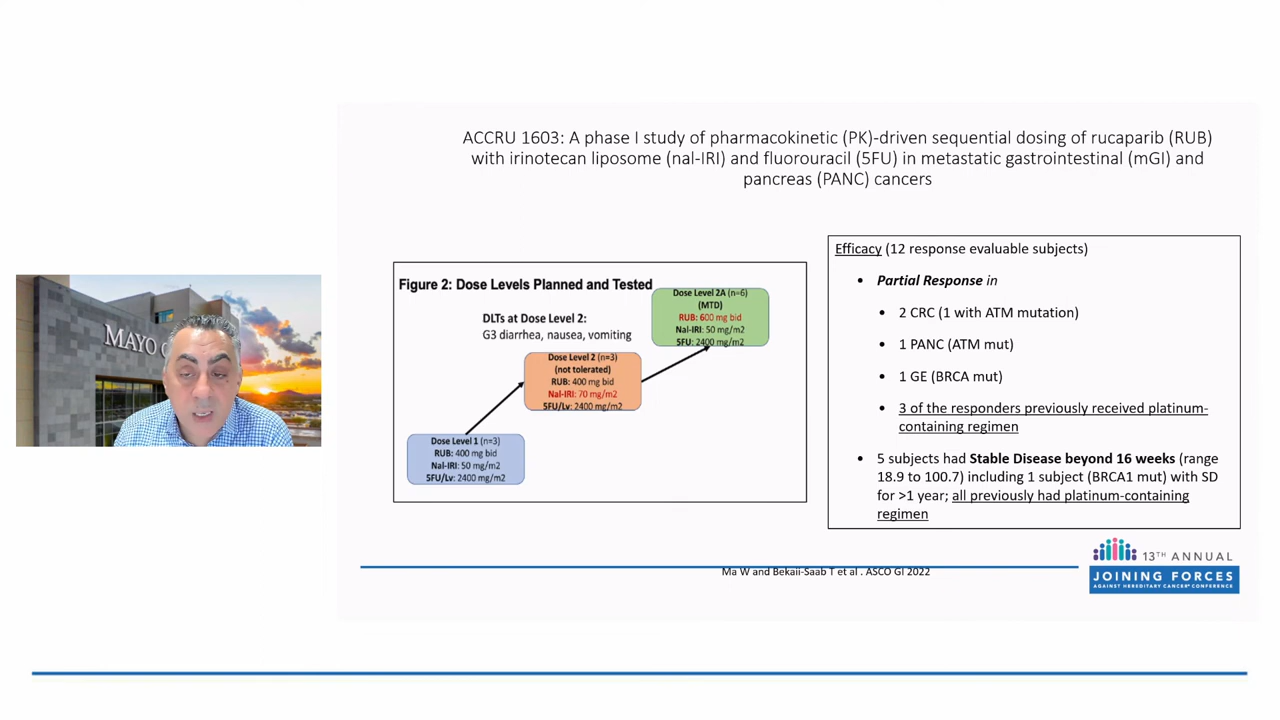 ACCRU 1603: A phase I study of pharmacokinetic (PK)-driven sequential dosing of rucaparib (RUB)
with irinotecan liposome (nal-IRI) and fluorouracil (5FU) in metastatic gastrointestinal (mGI) and
pancreas (PANC) cancers
MAYO C
Figure 2: Dose Levels Planned and Tested
DLTs at Dose Level 2:
G3 diarrhea, nausea, vomiting
Dose Level 2A (n=6)
(MTD)
RUB: 600 mg bid
Nal-IRI: 50 mg/m2
5FU: 2400 mg/m2
Dose Level 2 (n=3)
(not tolerated)
RUB: 400 mg bid
Nal-IRI: 70 mg/m2
5FU/Lv: 2400 mg/m2
Dose Level 1 (n=3)
RUB: 400 mg bid
Nal-IRI: 50 mg/m2
5FU/Lv: 2400 mg/m2
Efficacy (12 response evaluable subjects)
• Partial Response in
• 2 CRC (1 with ATM mutation)
• 1 PANC (ATM mut)
• 1 GE (BRCA mut)
• 3 of the responders previously received platinum-
containing regimen
• 5 subjects had Stable Disease beyond 16 weeks (range
18.9 to 100.7) including 1 subject (BRCA1 mut) with SD
for >1 year; all previously had platinum-containing
regimen
Ma W and Bekaii-Saab T et al . ASCO GI 2022
13TH ANNUAL
JOINING FORCES
AGAINST HEREDITARY CANCER CONFERENCE